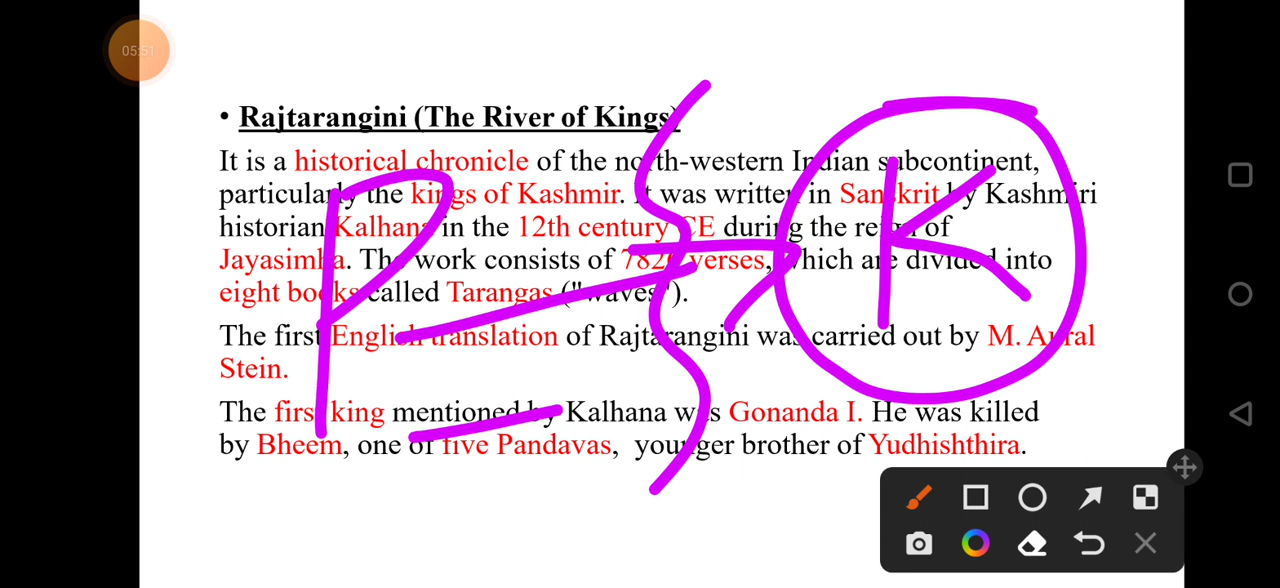 05:51
• Rajtarangini (The River of Kings)
It is a historical chronicle of the north-western Indian subcontinent,
particularly the kings of Kashmir. It was written in Sanskrit by Kashmiri
historian Kalhana in the 12th century CE during the reign of
Jayasimha. The work consists of 7826 verses, which are divided into
eight books called Tarangas ("waves").
The first English translation of Rajtarangini was carried out by M. Aural
Stein.
The first king mentioned by Kalhana was Gonanda I. He was killed
by Bheem, one of five Pandavas, younger brother of Yudhishthira.
P K